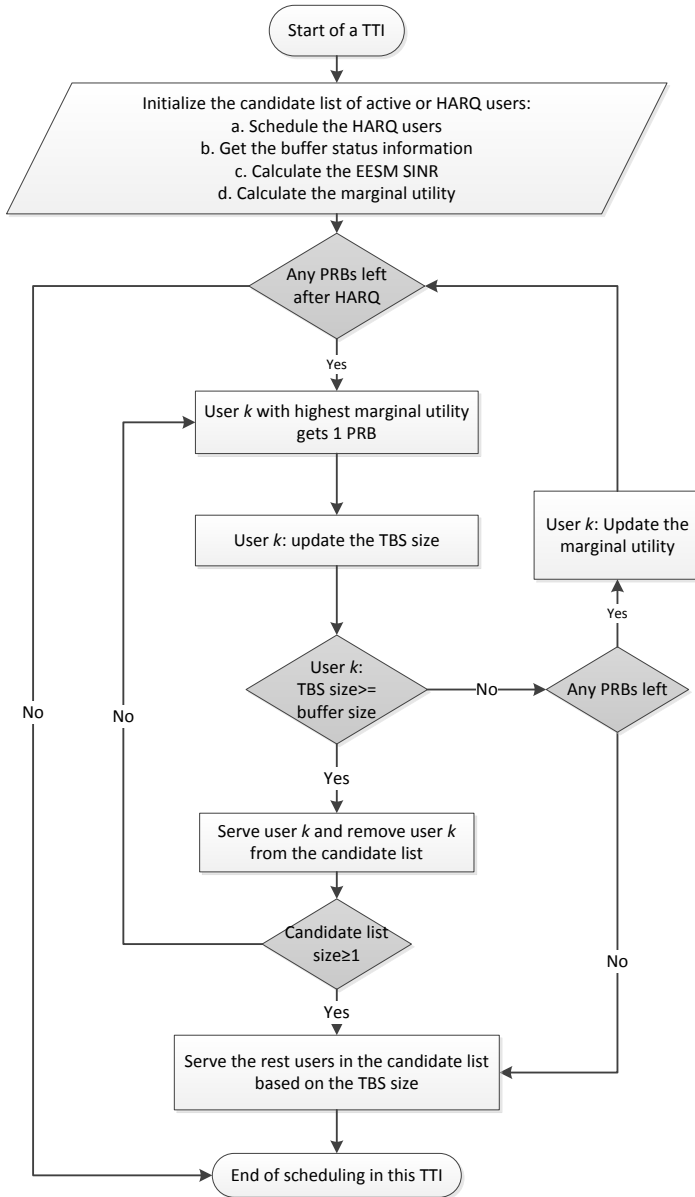 Start of a TTI
Initialize the candidate list of active or HARQ users:
a. Schedule the HARQ users
b. Get the buffer status information
c. Calculate the EESM SINR
d. Calculate the marginal utility
Any PRBs left
after HARQ
Yes
User k with highest marginal utility
gets 1 PRB
User k: update the TBS size
User k: Update the
marginal utility
Yes
User k:
TBS size>=
buffer size
No
Any PRBs left
No
No
Yes
Serve user k and remove user k
from the candidate list
Candidate list
size≥1
No
Yes
Serve the rest users in the candidate list
based on the TBS size
End of scheduling in this TTI